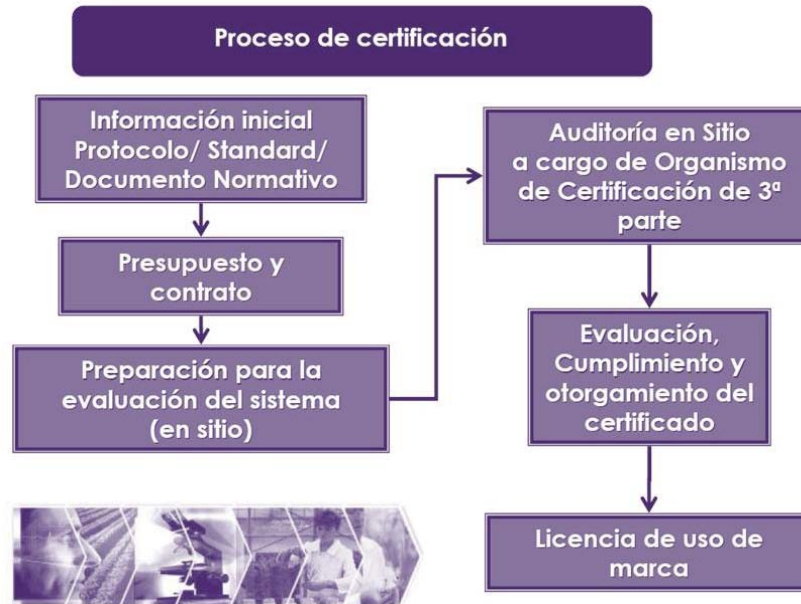 Proceso de certificación
Información inicial
Protocolo/ Standard/
Documento Normativo
Presupuesto y
contrato
Preparación para la
evaluación del sistema
(en sitio)
Auditoría en Sitio
a cargo de Organismo
de Certificación de 3ª
parte
Evaluación,
Cumplimiento y
otorgamiento del
certificado
Licencia de uso de
marca